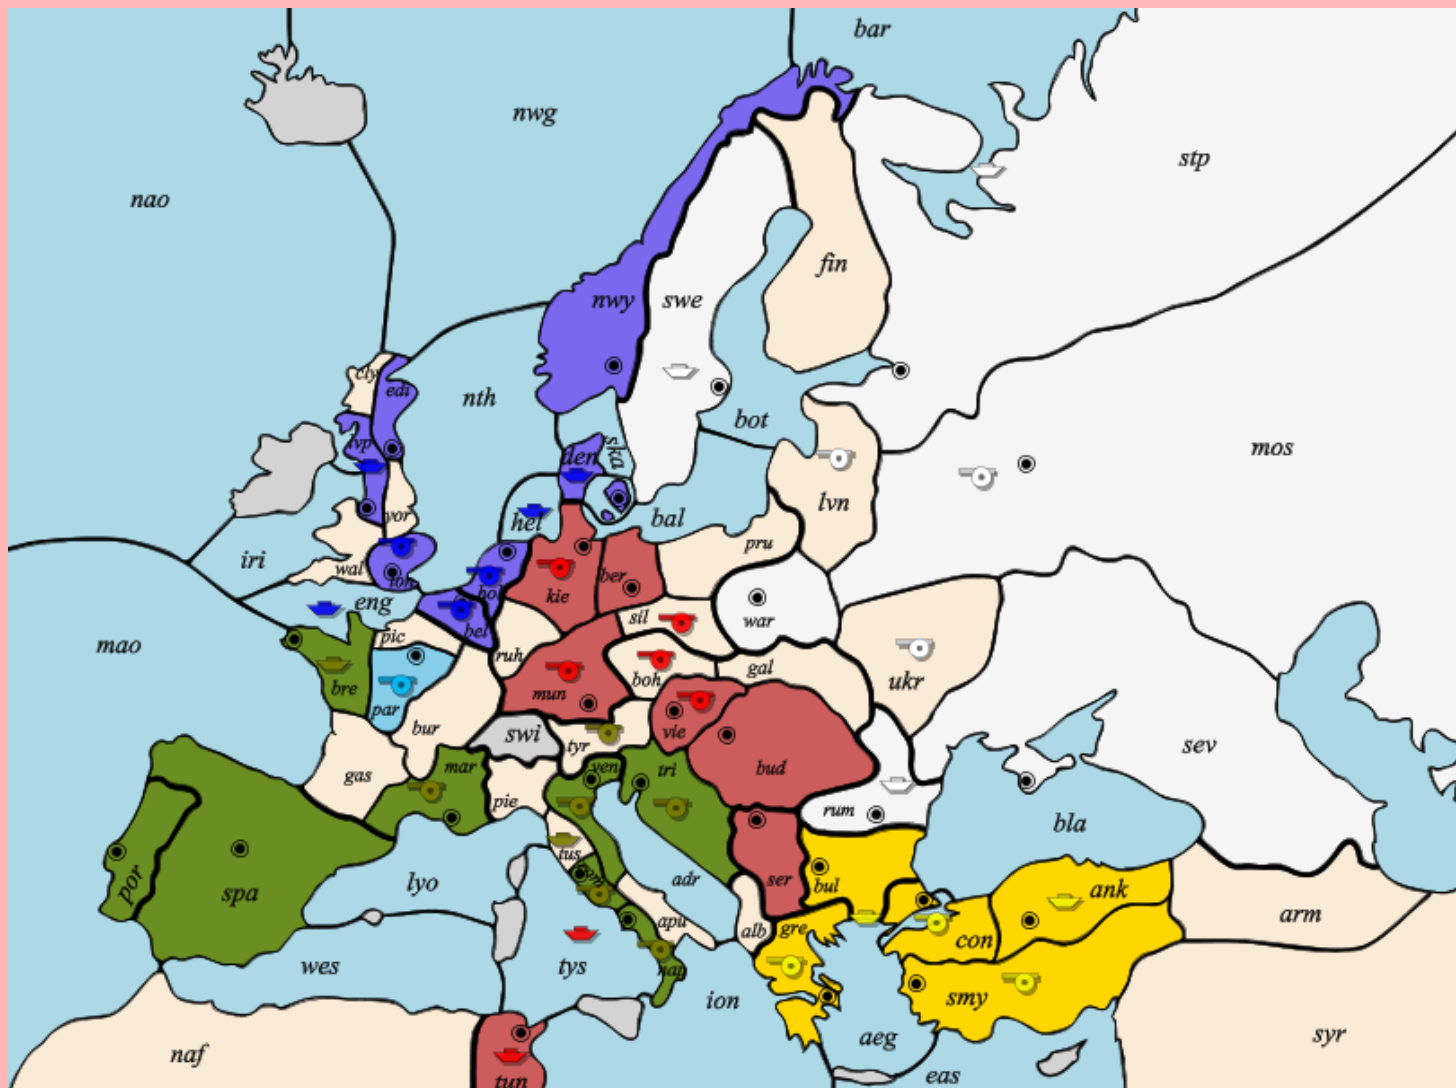 bar
nwg
stp
nao
fin
nwy
swe
cly
edi
nth
bot
lvp
ska
mos
den
lvn
hel
bal
yor
pru
iri
wal
lon
eng
hol
kie
ber
bel
sil
war
mao
pic
ruh
boh
gal
ukr
bre
par
mun
bur
swi
tyr
vie
sev
gas
mar
ven
tri
bud
pie
rum
bla
tus
por
spa
lyo
rom
adr
ser
bul
ank
apu
alb
gre
con
arm
wes
tys
nap
ion
smy
aeg
syr
naf
eas
tun